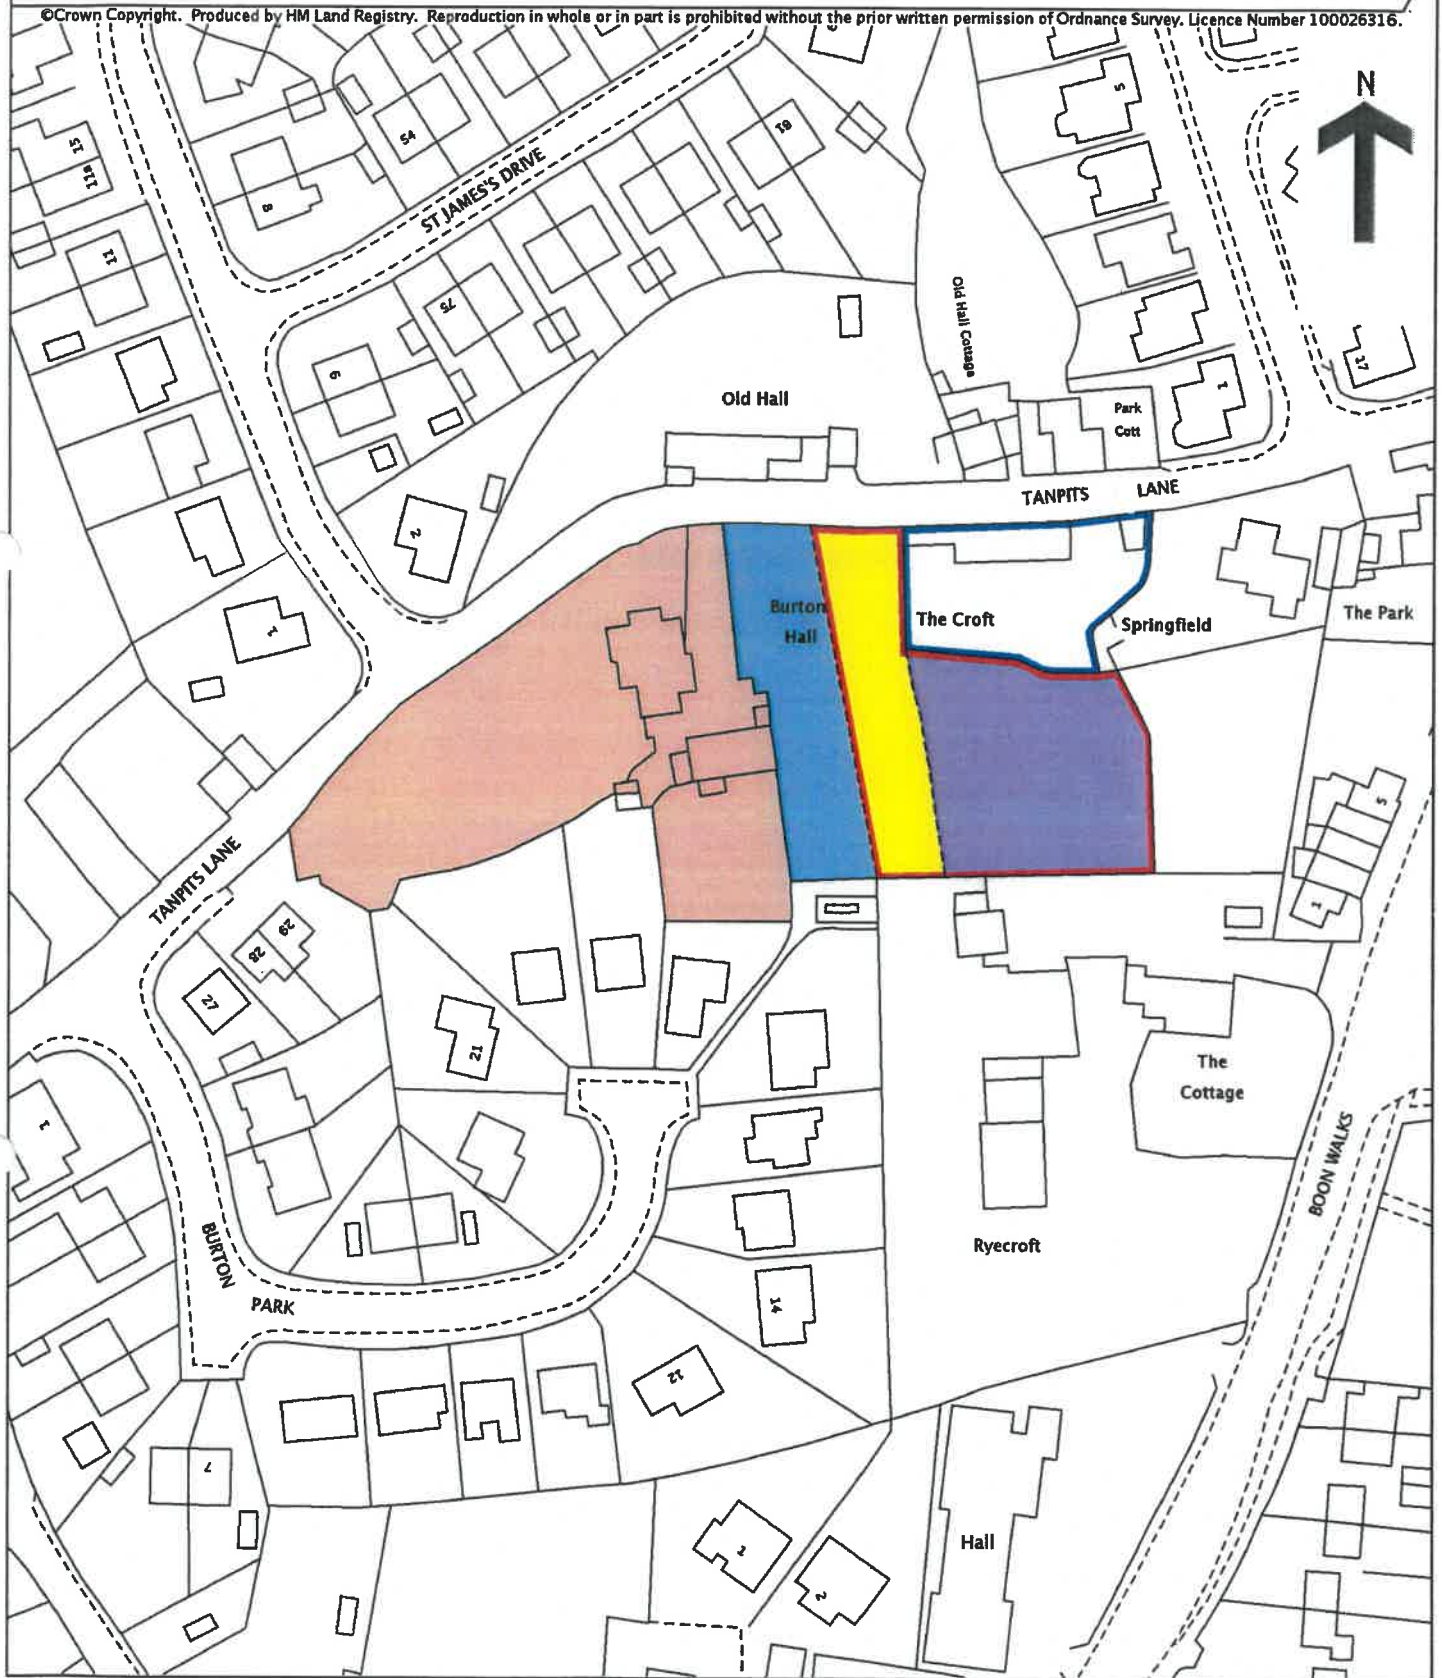 ©Crown Copyright. Produced by HM Land Registry. Reproduction in whole or in part is prohibited without the prior written permission of Ordnance Survey. Licence Number 100026316.
N
5
54
81
15
11a
ST JAMES'S DRIVE
8
11
75
Old Hall Cottage
6
17
1
Old Hall
Park
Cott
TANPITS LANE
2
Burton
Hall
The Croft
Springfield
The Park
1
5
TANPITS LANE
1
29
28
27
21
The
Cottage
1
BOON WALKS
BURTON
PARK
Ryecroft
14
12
7
1
2
Hall